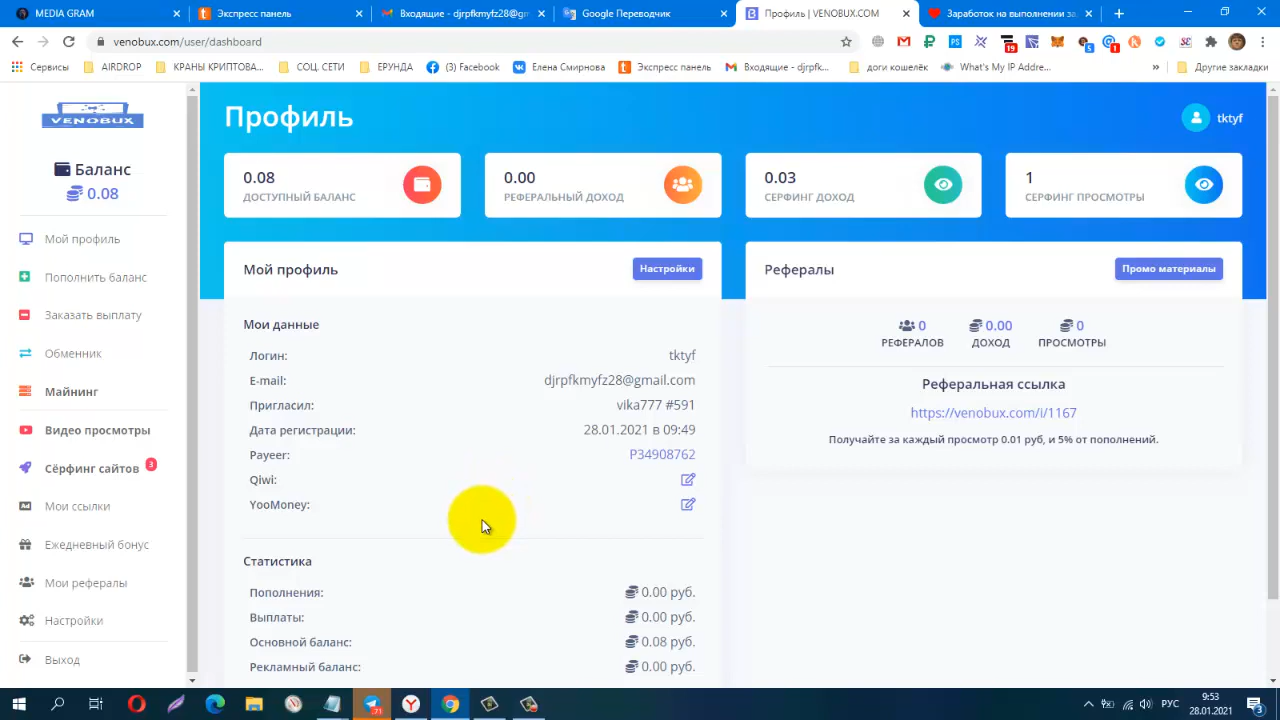 MEDIA GRAM
Экспресс панель
Входящие - djrpfkmyfz28@gm
Google Переводчик
Профиль | VENOBUX.COM
Заработок на выполнении за
venobux.com/user/dashboard
19
5
1
Сервисы
AIRDROP
КРАНЫ КРИПТОВА...
СОЦ. СЕТИ
ЕРУНДА
(3) Facebook
Елена Смирнова
Экспресс панель
Входящие - djrpfk...
доги кошелёк
What's My IP Addre...
»
Другие закладки
VENOBUX
Баланс
0.08
Мой профиль
Пополнить баланс
Заказать выплату
Обменник
Майнинг
Видео просмотры
Сёрфинг сайтов 3
Мои ссылки
Ежедневный бонус
Мои рефералы
Настройки
Выход
Профиль
tktyf
0.08
ДОСТУПНЫЙ БАЛАНС
0.00
РЕФЕРАЛЬНЫЙ ДОХОД
0.03
СЕРФИНГ ДОХОД
1
СЕРФИНГ ПРОСМОТРЫ
Мой профиль
Настройки
Мои данные
Логин: tktyf
E-mail: djrpfkmyfz28@gmail.com
Пригласил: vika777 #591
Дата регистрации: 28.01.2021 в 09:49
Payeer: P34908762
Qiwi:
YooMoney:
Статистика
Пополнения: 0.00 руб.
Выплаты: 0.00 руб.
Основной баланс: 0.08 руб.
Рекламный баланс: 0.00 руб.
Рефералы
Промо материалы
0 0.00 0
РЕФЕРАЛОВ ДОХОД ПРОСМОТРЫ
Реферальная ссылка
https://venobux.com/i/1167
Получайте за каждый просмотр 0.01 руб, и 5% от пополнений.
71
РУС
9:53
28.01.2021
3